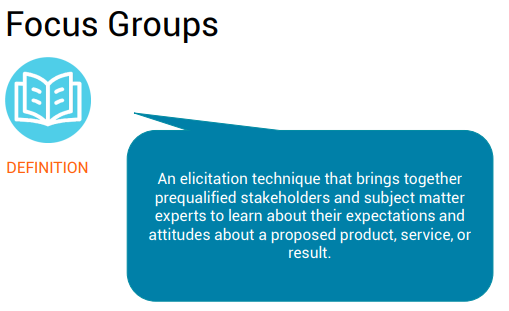 Focus Groups
DEFINITION
An elicitation technique that brings together
prequalified stakeholders and subject matter
experts to learn about their expectations and
attitudes about a proposed product, service, or
result.